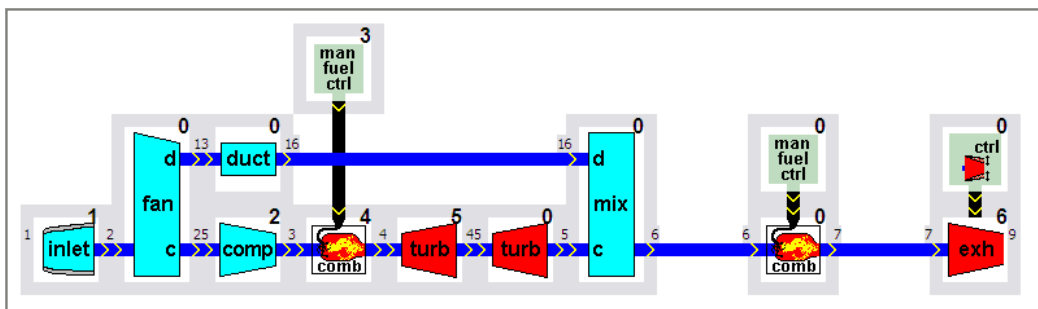 3
man
fuel
ctrl
0 0 0 0 0
d 13 duct 16 16 d man
fuel
ctrl
ctrl
fan mix
1 2 4 5 0 0 6
1 inlet 2 c 25 comp 3 comb 4 turb 45 turb 5 c 6 6 comb 7 7 exh 9